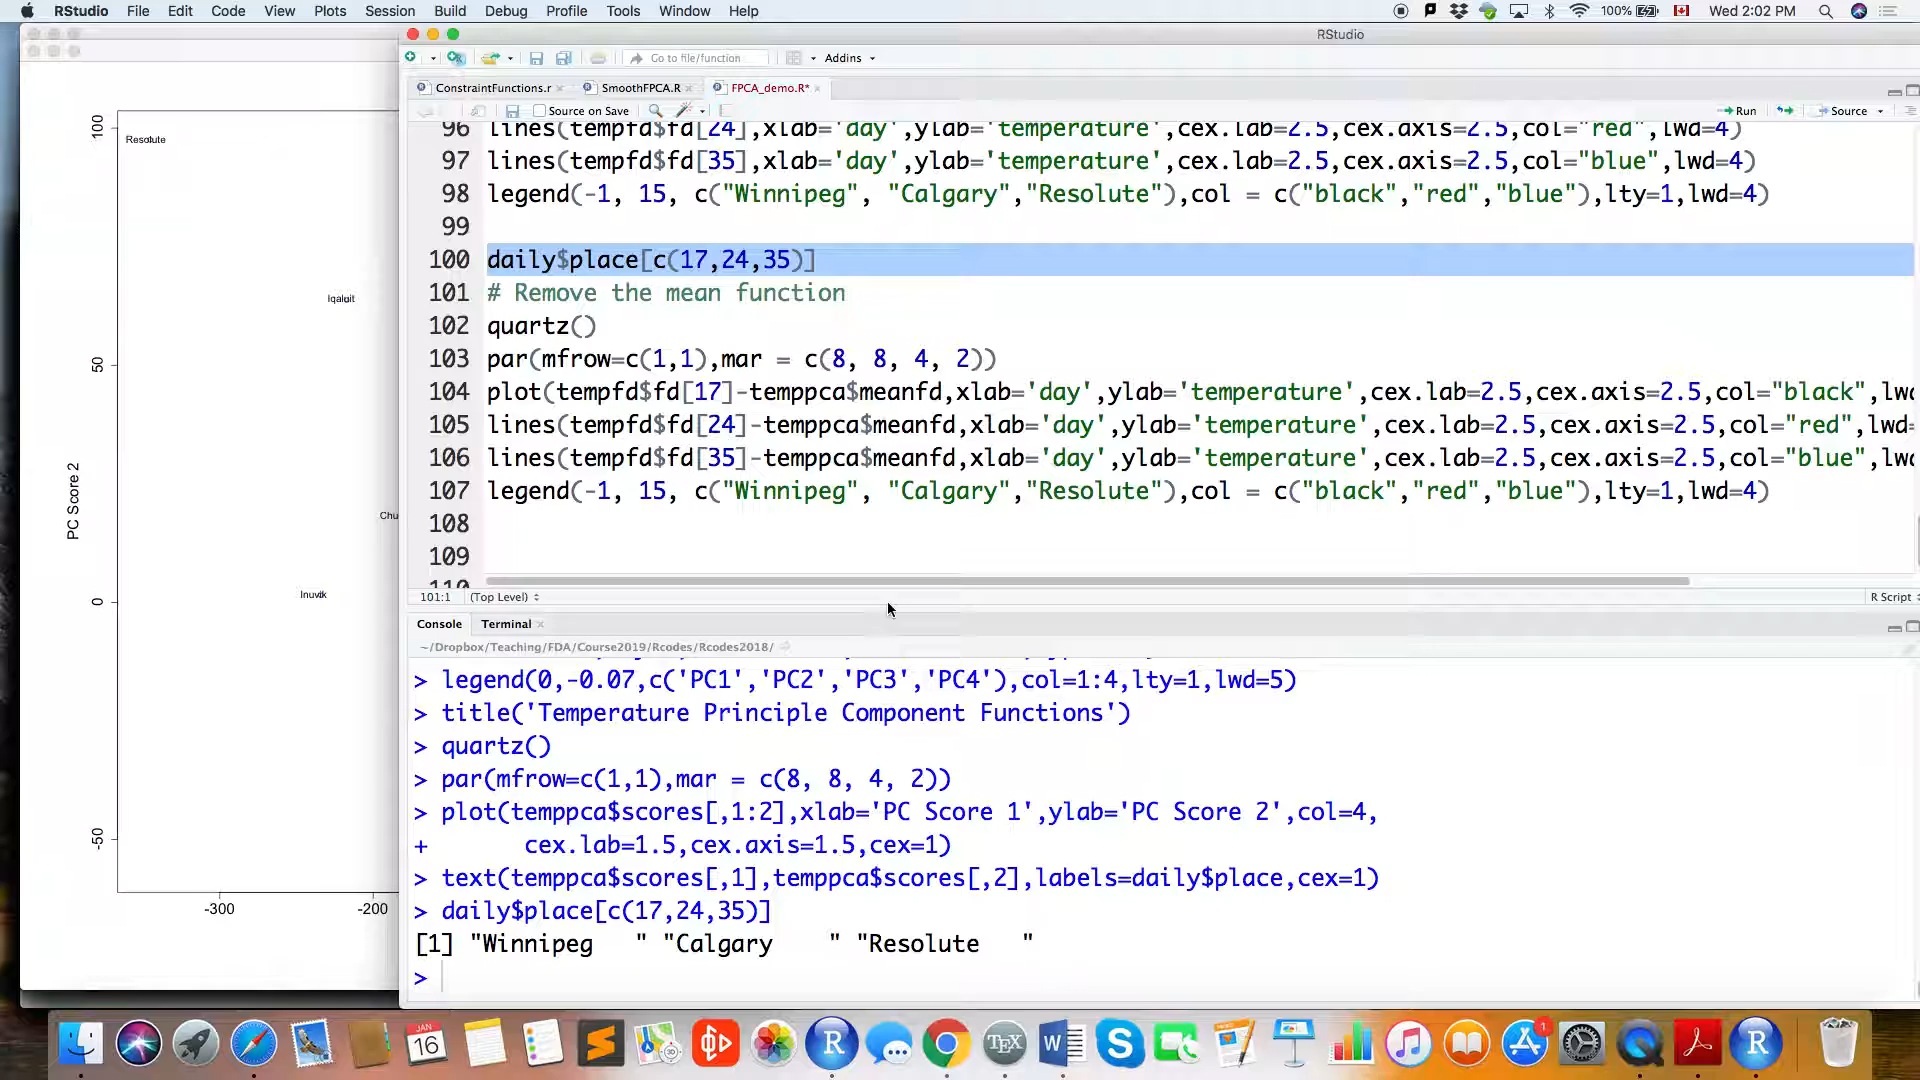 RStudio File Edit Code View Plots Session Build Debug Profile Tools Window Help 100% Wed 2:02 PM
RStudio
Go to file/function Addins
ConstraintFunctions.r SmoothFPCA.R FPCA_demo.R*
Source on Save Run Source
96 lines(tempfd$fd[24],xlab='day',ylab='temperature',cex.lab=2.5,cex.axis=2.5,col="red",lwd=4)
97 lines(tempfd$fd[35],xlab='day',ylab='temperature',cex.lab=2.5,cex.axis=2.5,col="blue",lwd=4)
98 legend(-1, 15, c("Winnipeg", "Calgary","Resolute"),col = c("black","red","blue"),lty=1,lwd=4)
99
100 daily$place[c(17,24,35)]
101 # Remove the mean function
102 quartz()
103 par(mfrow=c(1,1),mar = c(8, 8, 4, 2))
104 plot(tempfd$fd[17]-temppca$meanfd,xlab='day',ylab='temperature',cex.lab=2.5,cex.axis=2.5,col="black",lw
105 lines(tempfd$fd[24]-temppca$meanfd,xlab='day',ylab='temperature',cex.lab=2.5,cex.axis=2.5,col="red",lwd=
106 lines(tempfd$fd[35]-temppca$meanfd,xlab='day',ylab='temperature',cex.lab=2.5,cex.axis=2.5,col="blue",lw
107 legend(-1, 15, c("Winnipeg", "Calgary","Resolute"),col = c("black","red","blue"),lty=1,lwd=4)
108
109
110
101:1 (Top Level) R Script
Console Terminal
~/Dropbox/Teaching/FDA/Course2019/Rcodes/Rcodes2018/
> legend(0,-0.07,c('PC1','PC2','PC3','PC4'),col=1:4,lty=1,lwd=5)
> title('Temperature Principle Component Functions')
> quartz()
> par(mfrow=c(1,1),mar = c(8, 8, 4, 2))
> plot(temppca$scores[,1:2],xlab='PC Score 1',ylab='PC Score 2',col=4,
+ cex.lab=1.5,cex.axis=1.5,cex=1)
> text(temppca$scores[,1],temppca$scores[,2],labels=daily$place,cex=1)
> daily$place[c(17,24,35)]
[1] "Winnipeg   " "Calgary    " "Resolute   "
>
100
50
0
-50
PC Score 2
Resolute
Iqaluit
Chu
Inuvik
-300 -200
JAN
16
TEX
1